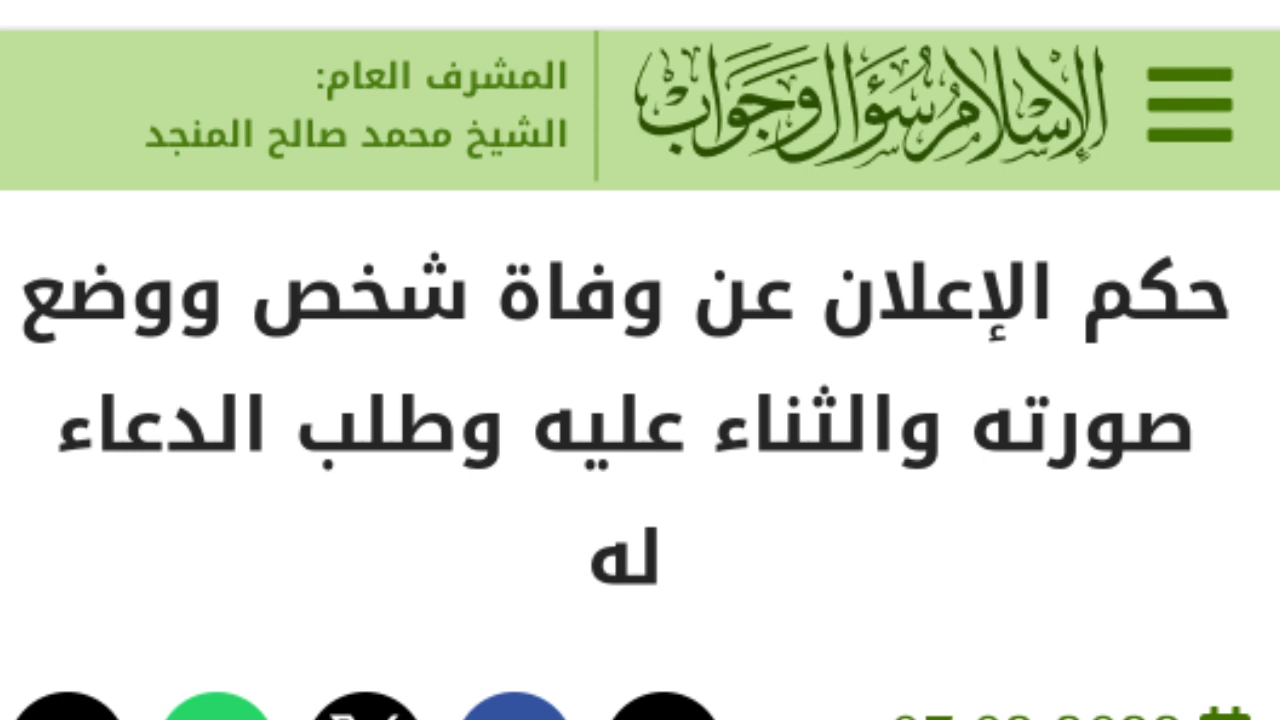 الإسلام سؤال وجواب
المشرف العام:
الشيخ محمد صالح المنجد
حكم الإعلان عن وفاة شخص ووضع
صورته والثناء عليه وطلب الدعاء
له